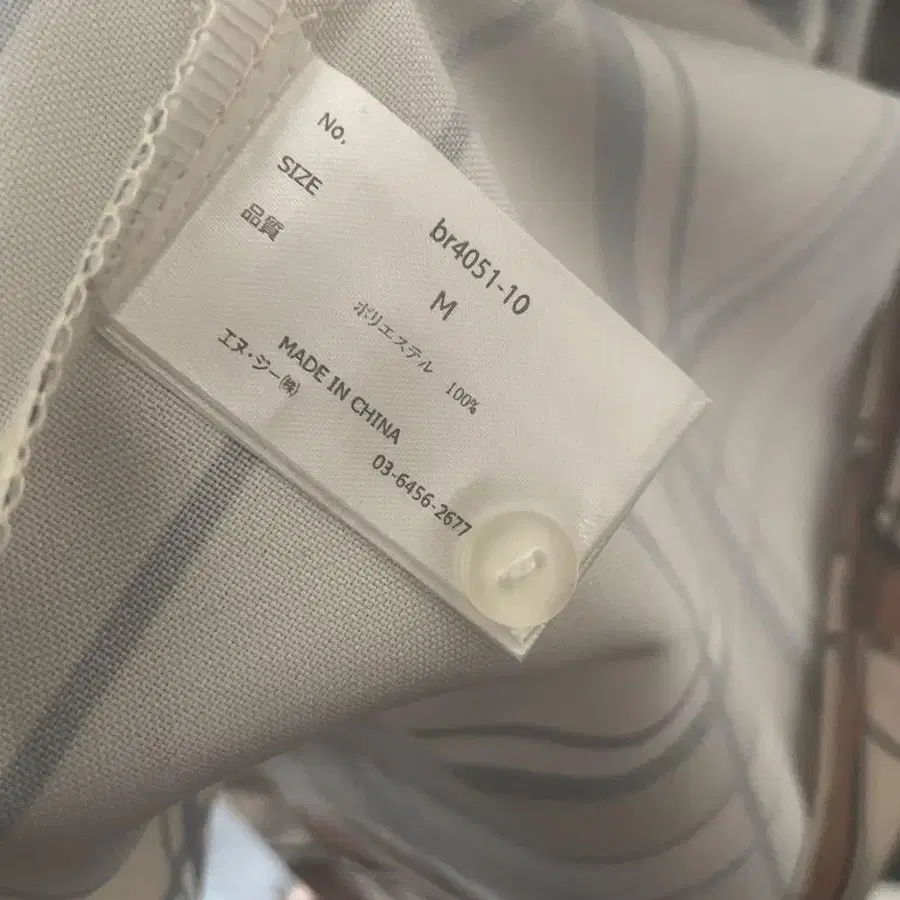 No. br4051-10
SIZE M
品質 ポリエステル 100%
MADE IN CHINA
エヌ・ジー㈱ 03-6456-2677